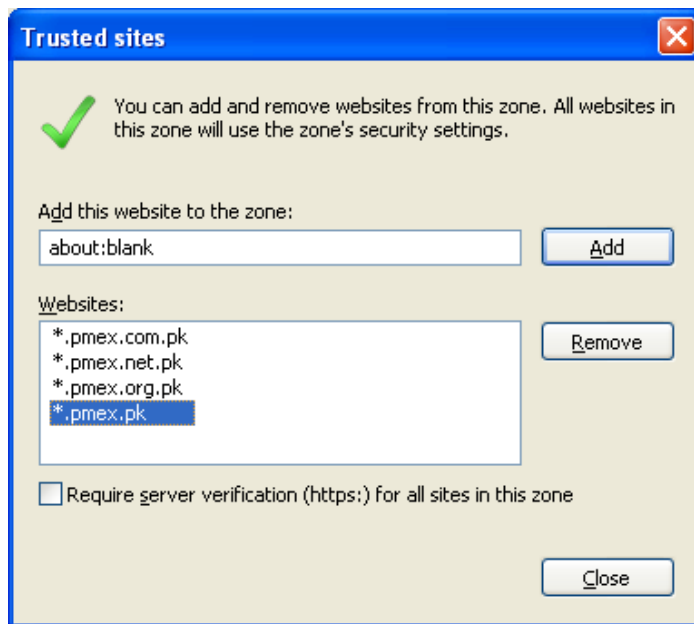 Trusted sites
You can add and remove websites from this zone. All websites in
this zone will use the zone's security settings.
Add this website to the zone:
about:blank
Add
Websites:
*.pmex.com.pk
*.pmex.net.pk
*.pmex.org.pk
*.pmex.pk
Remove
Require server verification (https:) for all sites in this zone
Close